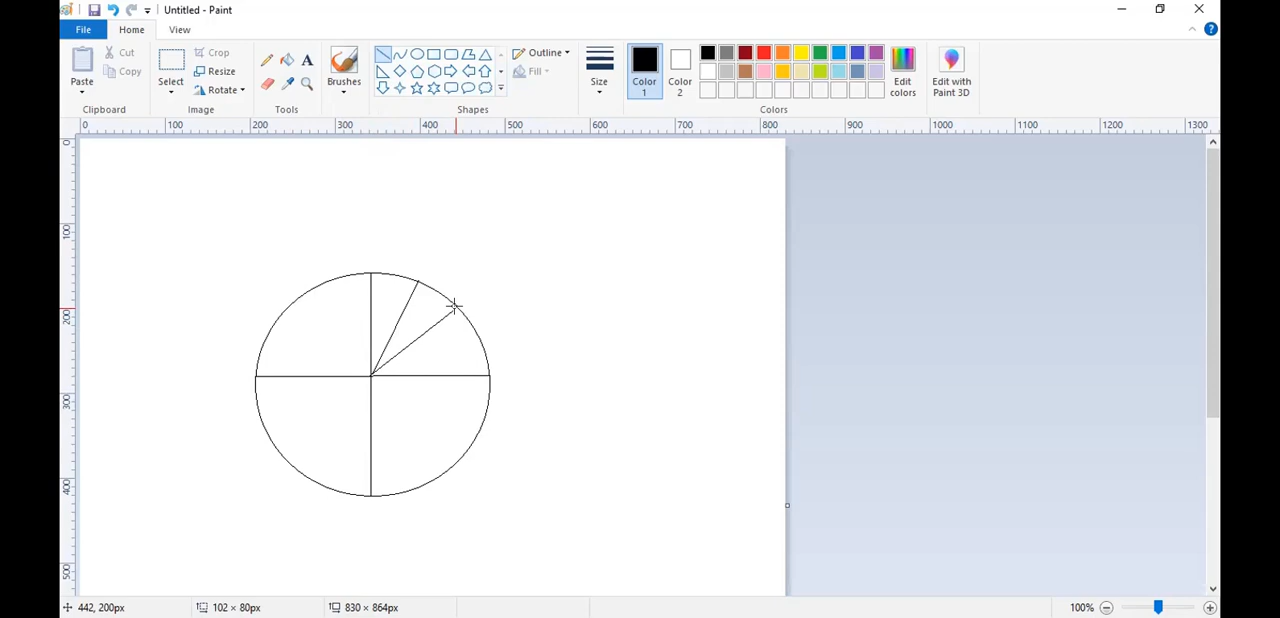 Untitled - Paint
File Home View
Paste
Cut
Copy
Clipboard
Select
Crop
Resize
Rotate
Image
A
Tools
Brushes
Outline
Fill
Shapes
Size
Color 1
Color 2
Edit colors
Colors
Edit with Paint 3D
0 100 200 300 400 500 600 700 800 900 1000 1100 1200 1300
0
100
200
300
400
500
442, 200px 102 × 80px 830 × 864px 100%